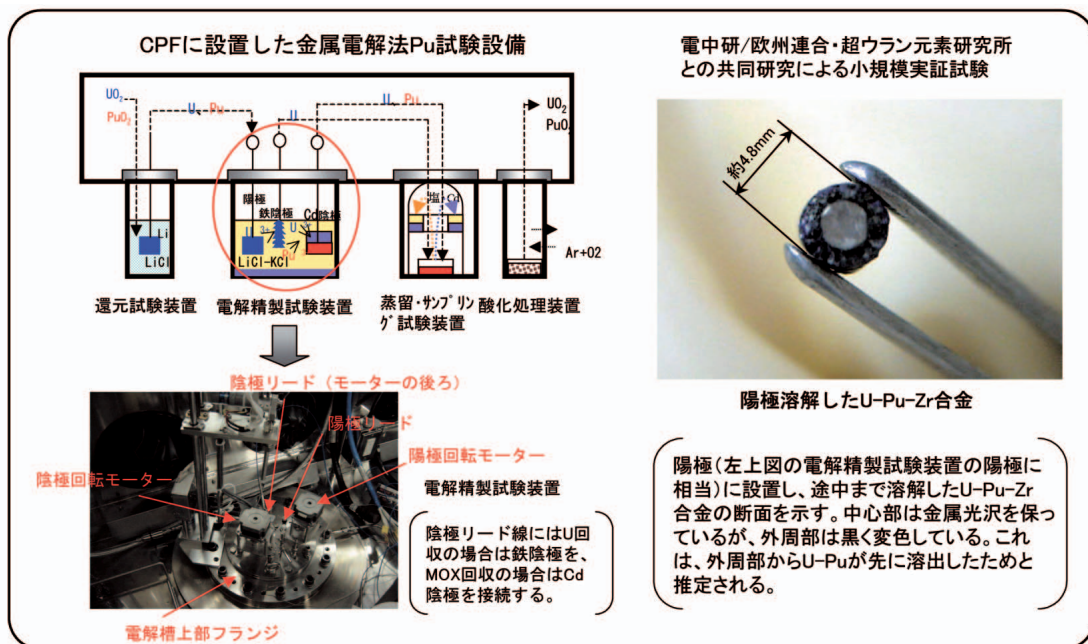 CPFに設置した金属電解法Pu試験設備
UO₂
PuO₂
U、Pu
U
U、Pu
UO₂
PuO₂
陽極
鉄陰極
Cd陰極
Li
LiCl
U
3+
U
Pu
LiCl-KCl
塩
Cd
Ar+O2
還元試験装置
電解精製試験装置
蒸留・ｻﾝﾌﾟﾘﾝ
ｸﾞ試験装置
酸化処理装置
陰極リード（モーターの後ろ）
陽極リード
陽極回転モーター
陰極回転モーター
電解槽上部フランジ
電解精製試験装置
陰極リード線にはU回
収の場合は鉄陰極を、
MOX回収の場合はCd
陰極を接続する。
電中研/欧州連合・超ウラン元素研究所
との共同研究による小規模実証試験
約4.8mm
陽極溶解したU-Pu-Zr合金
陽極（左上図の電解精製試験装置の陽極に
相当）に設置し、途中まで溶解したU-Pu-Zr
合金の断面を示す。中心部は金属光沢を保っ
ているが、外周部は黒く変色している。これ
は、外周部からU-Puが先に溶出したためと
推定される。